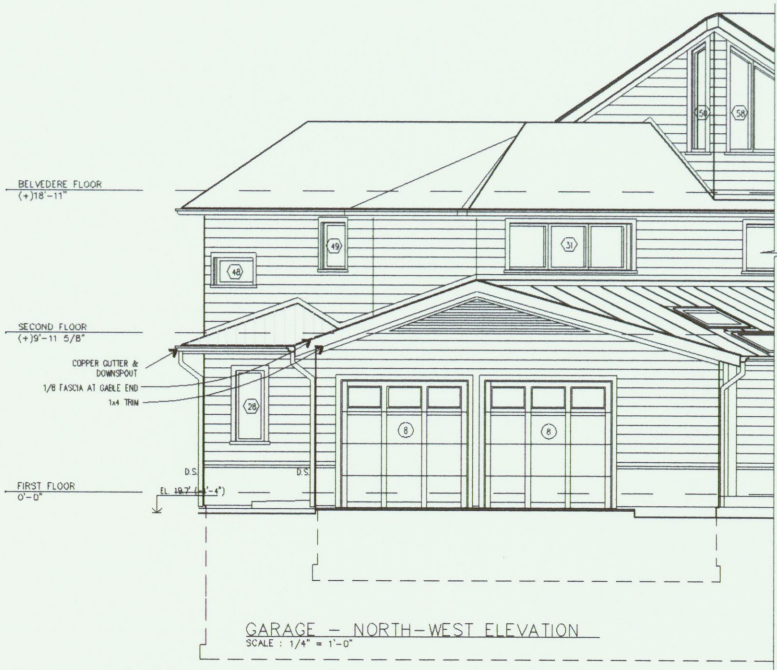 56
58
BELVEDERE FLOOR
(+)18'-11"
49
31
48
SECOND FLOOR
(+)9'-11 5/8"
COPPER GUTTER &
DOWNSPOUT
1/8 FASCIA AT GABLE END
1x4 TRIM
28
8
8
D.S.
D.S.
FIRST FLOOR
0'-0"
EL.
GARAGE - NORTH-WEST ELEVATION
SCALE : 1/4" = 1'-0"